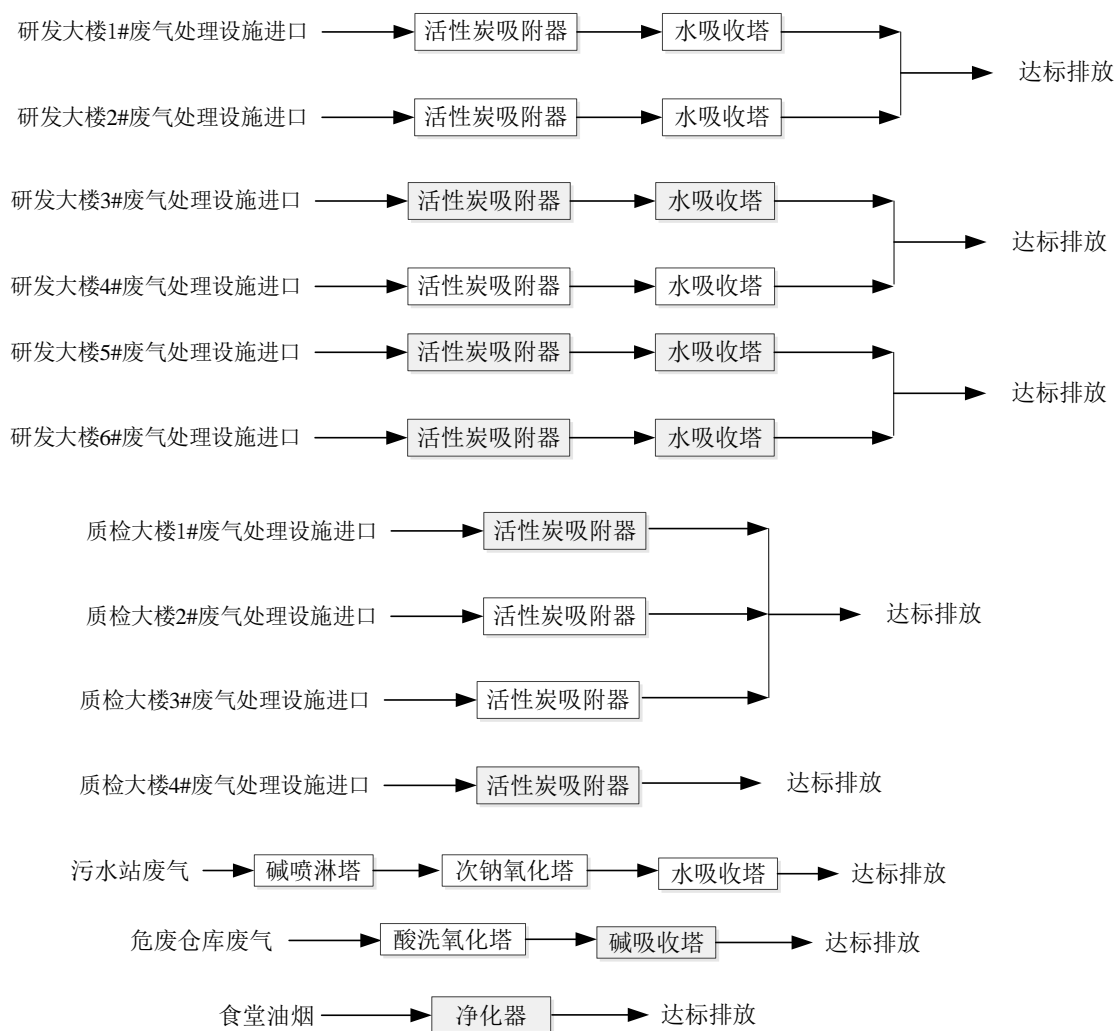 研发大楼1#废气处理设施进口 活性炭吸附器 水吸收塔
达标排放
研发大楼2#废气处理设施进口 活性炭吸附器 水吸收塔
研发大楼3#废气处理设施进口 活性炭吸附器 水吸收塔
达标排放
研发大楼4#废气处理设施进口 活性炭吸附器 水吸收塔
研发大楼5#废气处理设施进口 活性炭吸附器 水吸收塔
达标排放
研发大楼6#废气处理设施进口 活性炭吸附器 水吸收塔
质检大楼1#废气处理设施进口 活性炭吸附器
质检大楼2#废气处理设施进口 活性炭吸附器 达标排放
质检大楼3#废气处理设施进口 活性炭吸附器
质检大楼4#废气处理设施进口 活性炭吸附器 达标排放
污水站废气 碱喷淋塔 次钠氧化塔 水吸收塔 达标排放
危废仓库废气 酸洗氧化塔 碱吸收塔 达标排放
食堂油烟 净化器 达标排放